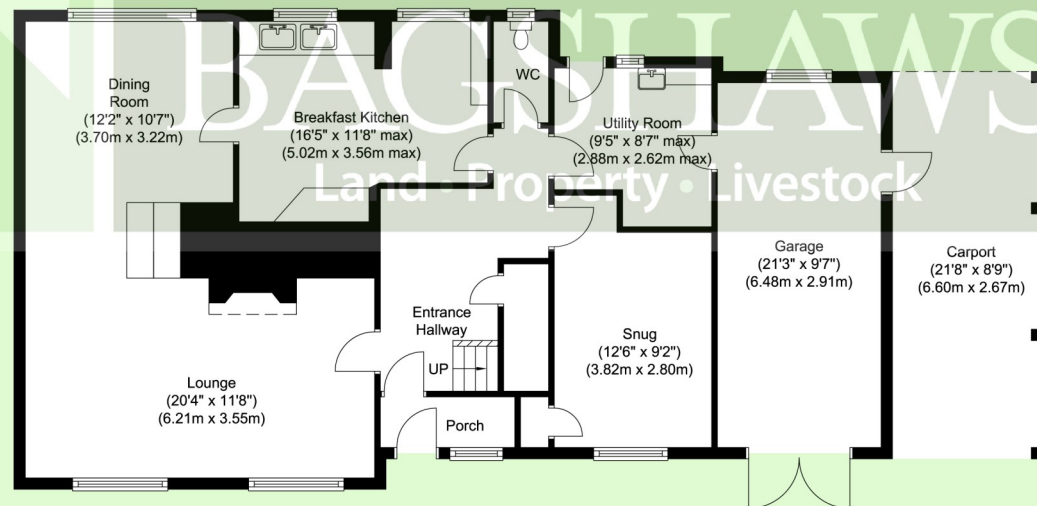 BAGSHAWS
Land • Property • Livestock
Dining
Room
(12'2" x 10'7")
(3.70m x 3.22m)
Breakfast Kitchen
(16'5" x 11'8" max)
(5.02m x 3.56m max)
WC
Utility Room
(9'5" x 8'7" max)
(2.88m x 2.62m max)
Garage
(21'3" x 9'7")
(6.48m x 2.91m)
Carport
(21'8" x 8'9")
(6.60m x 2.67m)
Entrance
Hallway
UP
Snug
(12'6" x 9'2")
(3.82m x 2.80m)
Lounge
(20'4" x 11'8")
(6.21m x 3.55m)
Porch